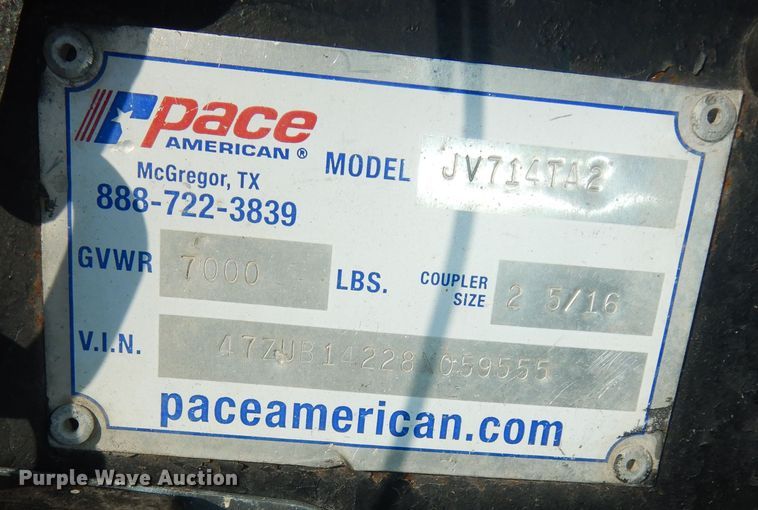 pace
AMERICAN ®
McGregor, TX
888-722-3839
MODEL JV714TA2
GVWR 7000 LBS.
COUPLER SIZE 2 5/16
V.I.N. 47ZUB14228X059555
paceamerican.com
Purple Wave Auction